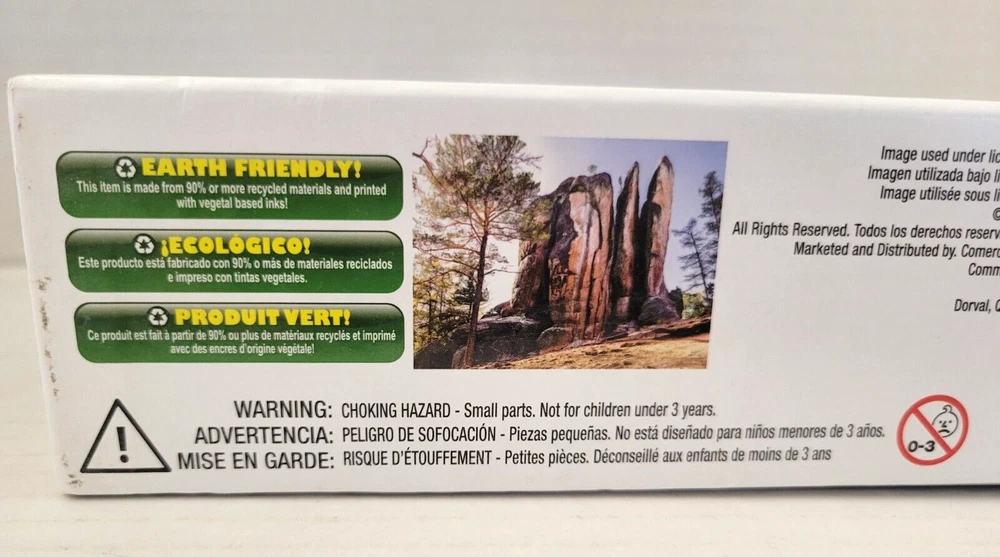 EARTH FRIENDLY!
This item is made from 90% or more recycled materials and printed
with vegetal based inks!
¡ECOLÓGICO!
Este producto está fabricado con 90% o más de materiales reciclados
e impreso con tintas vegetales.
PRODUIT VERT!
Ce produit est fait à partir de 90% ou plus de matériaux recyclés et imprimé
avec des encres d'origine végétale!
Image used under lic
Imagen utilizada bajo li
Image utilisée sous li
©
All Rights Reserved. Todos los derechos reserv
Marketed and Distributed by. Comerc
Comm
Dorval, Q
WARNING: CHOKING HAZARD - Small parts. Not for children under 3 years.
ADVERTENCIA: PELIGRO DE SOFOCACIÓN - Piezas pequeñas. No está diseñado para niños menores de 3 años.
MISE EN GARDE: RISQUE D'ÉTOUFFEMENT - Petites pièces. Déconseillé aux enfants de moins de 3 ans
!
0-3